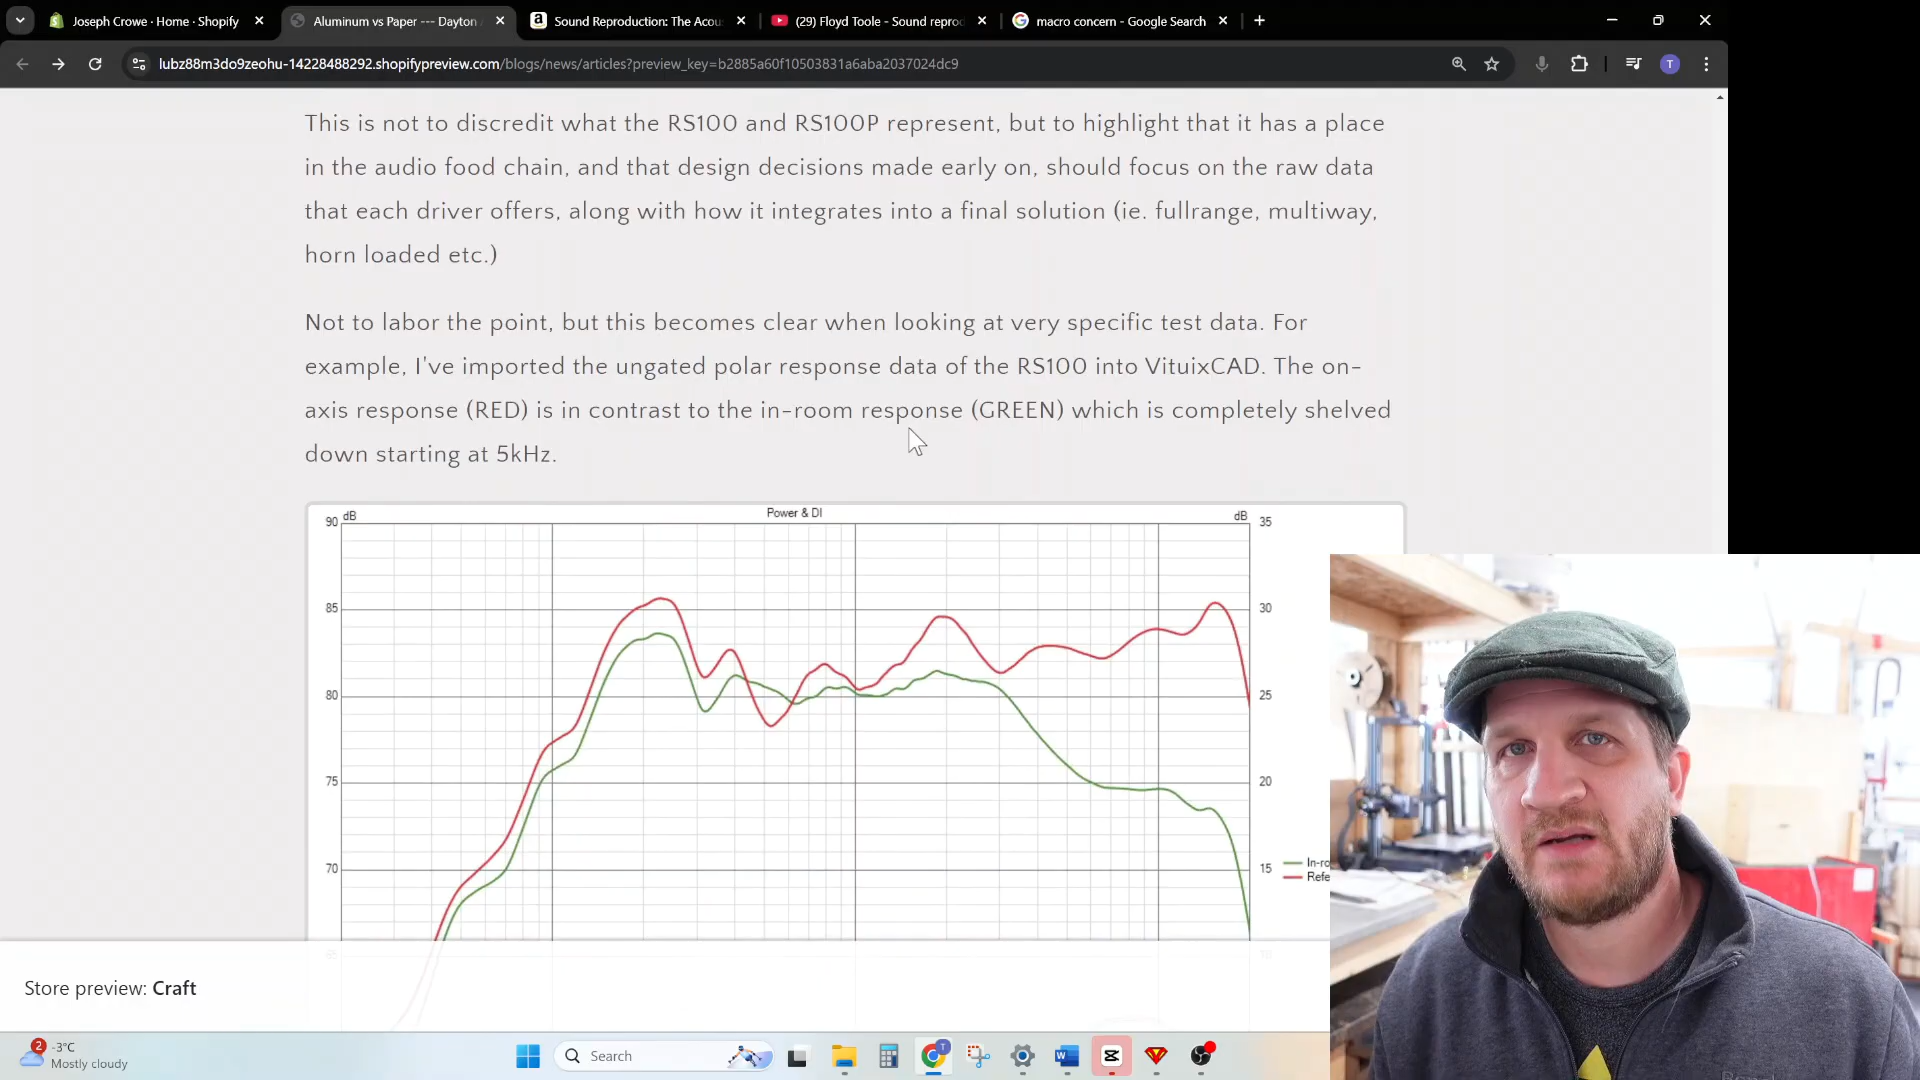 Joseph Crowe · Home · Shopify
Aluminum vs Paper --- Dayton
Sound Reproduction: The Acou
(29) Floyd Toole - Sound reprod
macro concern - Google Search
lubz88m3do9zeohu-14228488292.shopifypreview.com/blogs/news/articles?preview_key=b2885a60f10503831a6aba2037024dc9
T
This is not to discredit what the RS100 and RS100P represent, but to highlight that it has a place
in the audio food chain, and that design decisions made early on, should focus on the raw data
that each driver offers, along with how it integrates into a final solution (ie. fullrange, multiway,
horn loaded etc.)
Not to labor the point, but this becomes clear when looking at very specific test data. For
example, I've imported the ungated polar response data of the RS100 into VituixCAD. The on-
axis response (RED) is in contrast to the in-room response (GREEN) which is completely shelved
down starting at 5kHz.
Power & DI
90 dB
dB 35
85
30
80
25
75
20
70
15
In-ro
Refe
Store preview: Craft
2
-3°C
Mostly cloudy
Search